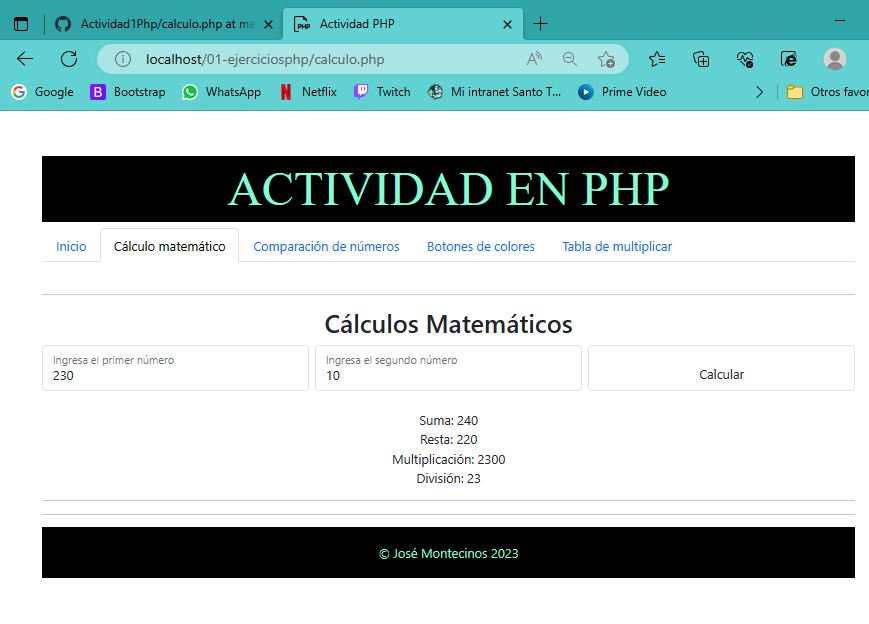 Actividad1Php/calculo.php at ma
Actividad PHP
localhost/01-ejerciciosphp/calculo.php
Google Bootstrap WhatsApp Netflix Twitch Mi intranet Santo T... Prime Video Otros favor
ACTIVIDAD EN PHP
Inicio Cálculo matemático Comparación de números Botones de colores Tabla de multiplicar
Cálculos Matemáticos
Ingresa el primer número Ingresa el segundo número
230 10 Calcular
Suma: 240
Resta: 220
Multiplicación: 2300
División: 23
© José Montecinos 2023